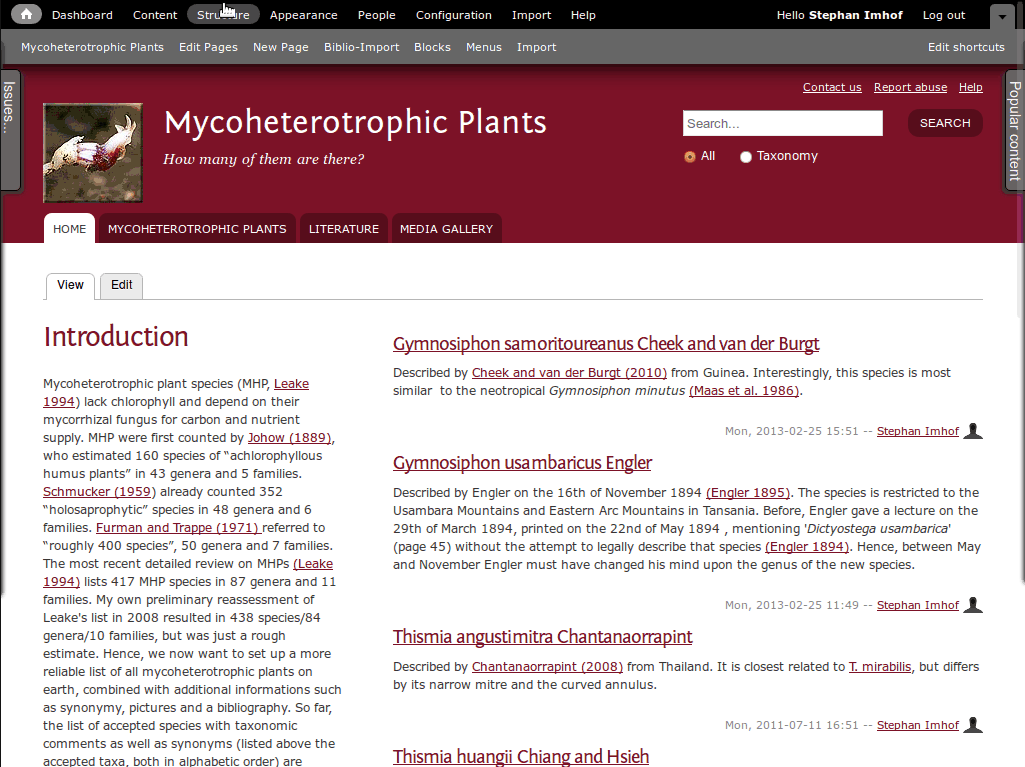 Dashboard Content Structure Appearance People Configuration Import Help Hello Stephan Imhof Log out
Mycoheterotrophic Plants Edit Pages New Page Biblio-Import Blocks Menus Import Edit shortcuts
Issues...
Popular content
Contact us Report abuse Help
Mycoheterotrophic Plants
How many of them are there?
Search... SEARCH
All Taxonomy
HOME MYCOHETEROTROPHIC PLANTS LITERATURE MEDIA GALLERY
View Edit
Introduction
Mycoheterotrophic plant species (MHP, Leake
1994) lack chlorophyll and depend on their
mycorrhizal fungus for carbon and nutrient
supply. MHP were first counted by Johow (1889),
who estimated 160 species of “achlorophyllous
humus plants” in 43 genera and 5 families.
Schmucker (1959) already counted 352
“holosaprophytic” species in 48 genera and 6
families. Furman and Trappe (1971) referred to
“roughly 400 species”, 50 genera and 7 families.
The most recent detailed review on MHPs (Leake
1994) lists 417 MHP species in 87 genera and 11
families. My own preliminary reassessment of
Leake's list in 2008 resulted in 438 species/84
genera/10 families, but was just a rough
estimate. Hence, we now want to set up a more
reliable list of all mycoheterotrophic plants on
earth, combined with additional informations such
as synonymy, pictures and a bibliography. So far,
the list of accepted species with taxonomic
comments as well as synonyms (listed above the
accepted taxa, both in alphabetic order) are
Gymnosiphon samoritoureanus Cheek and van der Burgt
Described by Cheek and van der Burgt (2010) from Guinea. Interestingly, this species is most
similar to the neotropical Gymnosiphon minutus (Maas et al. 1986).
Mon, 2013-02-25 15:51 -- Stephan Imhof
Gymnosiphon usambaricus Engler
Described by Engler on the 16th of November 1894 (Engler 1895). The species is restricted to the
Usambara Mountains and Eastern Arc Mountains in Tansania. Before, Engler gave a lecture on the
29th of March 1894, printed on the 22nd of May 1894 , mentioning 'Dictyostega usambarica'
(page 45) without the attempt to legally describe that species (Engler 1894). Hence, between May
and November Engler must have changed his mind upon the genus of the new species.
Mon, 2013-02-25 11:49 -- Stephan Imhof
Thismia angustimitra Chantanaorrapint
Described by Chantanaorrapint (2008) from Thailand. It is closest related to T. mirabilis, but differs
by its narrow mitre and the curved annulus.
Mon, 2011-07-11 16:51 -- Stephan Imhof
Thismia huangii Chiang and Hsieh